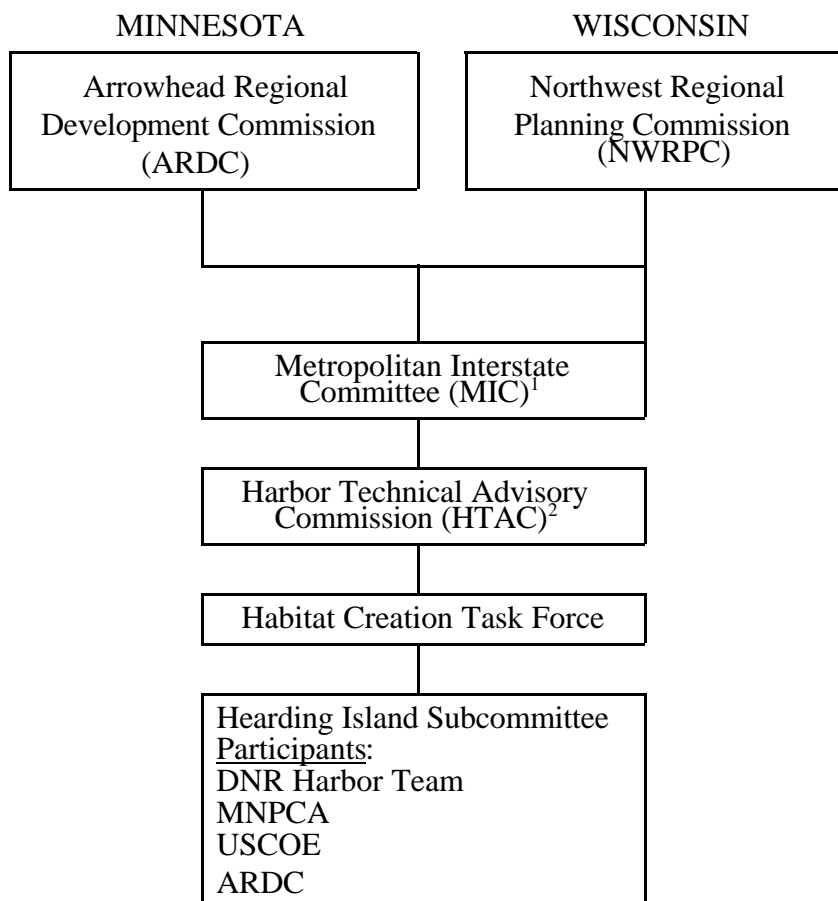 MINNESOTA
Arrowhead Regional
Development Commission
(ARDC)
WISCONSIN
Northwest Regional
Planning Commission
(NWRPC)
Metropolitan Interstate
Committee (MIC)¹
Harbor Technical Advisory
Commission (HTAC)²
Habitat Creation Task Force
Hearding Island Subcommittee
Participants:
DNR Harbor Team
MNPCA
USCOE
ARDC